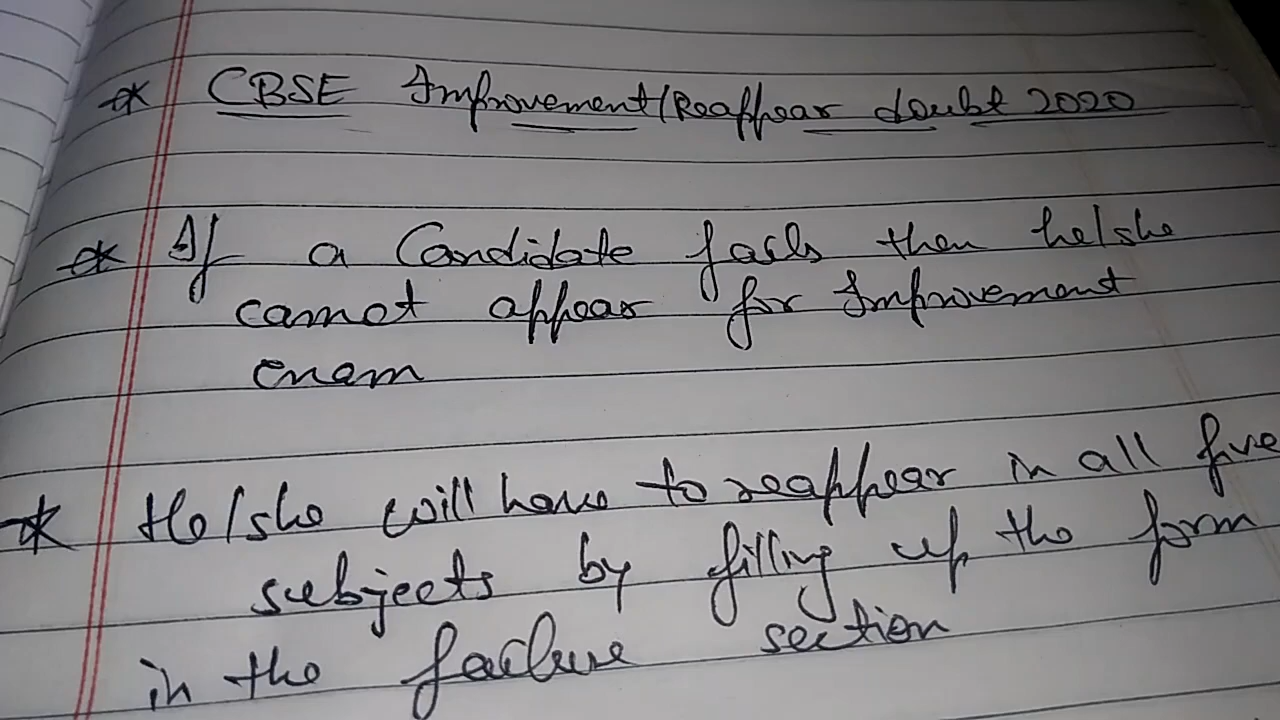 * CBSE Improvement/Reappear doubt 2020
* If a Candidate fails then he/she
cannot appear for Improvement
exam
* He/she will have to reappear in all five
subjects by filling up the form
in the failure section